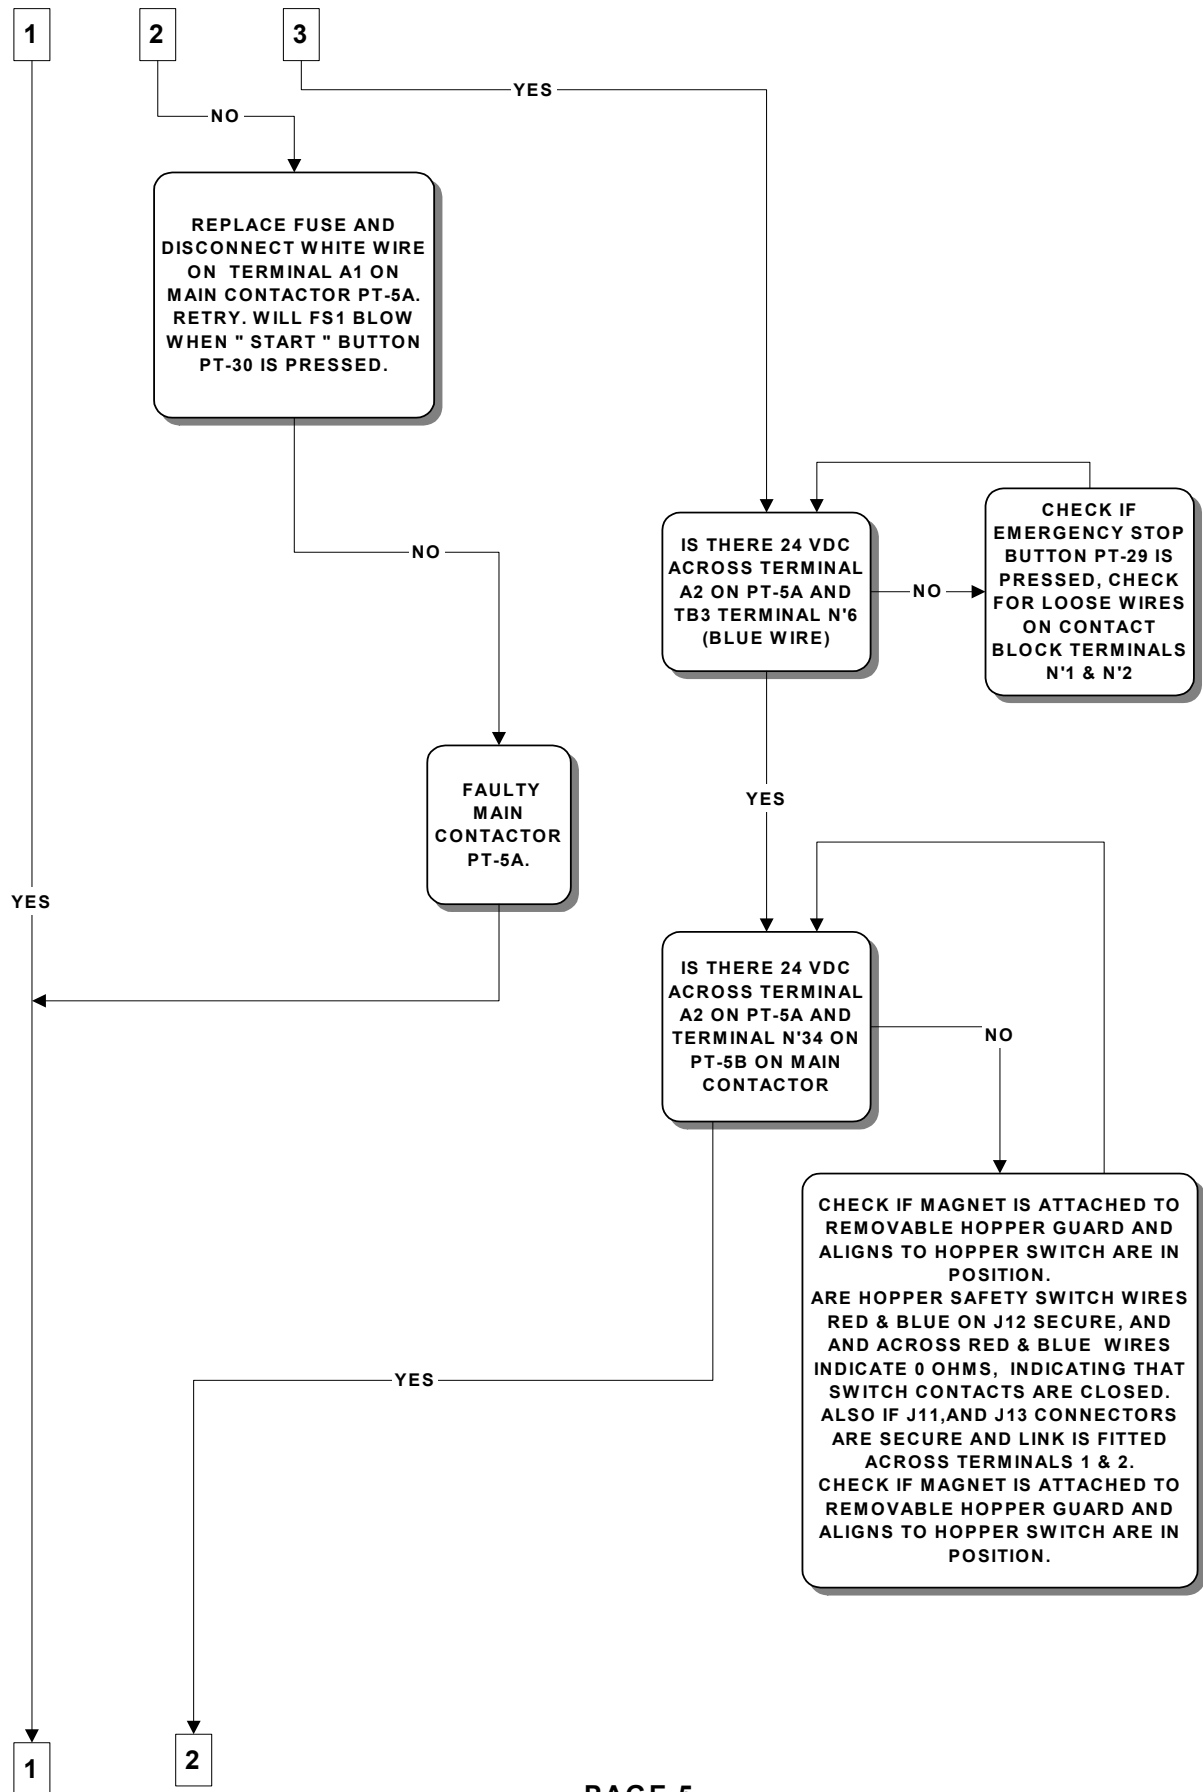 1
2
3
YES
NO
REPLACE FUSE AND
DISCONNECT WHITE WIRE
ON TERMINAL A1 ON
MAIN CONTACTOR PT-5A.
RETRY. WILL FS1 BLOW
WHEN " START " BUTTON
PT-30 IS PRESSED.
NO
IS THERE 24 VDC
ACROSS TERMINAL
A2 ON PT-5A AND
TB3 TERMINAL N'6
(BLUE WIRE)
NO
CHECK IF
EMERGENCY STOP
BUTTON PT-29 IS
PRESSED, CHECK
FOR LOOSE WIRES
ON CONTACT
BLOCK TERMINALS
N'1 & N'2
FAULTY
MAIN
CONTACTOR
PT-5A.
YES
YES
IS THERE 24 VDC
ACROSS TERMINAL
A2 ON PT-5A AND
TERMINAL N'34 ON
PT-5B ON MAIN
CONTACTOR
NO
CHECK IF MAGNET IS ATTACHED TO
REMOVABLE HOPPER GUARD AND
ALIGNS TO HOPPER SWITCH ARE IN
POSITION.
ARE HOPPER SAFETY SWITCH WIRES
RED & BLUE ON J12 SECURE, AND
AND ACROSS RED & BLUE WIRES
INDICATE 0 OHMS, INDICATING THAT
SWITCH CONTACTS ARE CLOSED.
ALSO IF J11,AND J13 CONNECTORS
ARE SECURE AND LINK IS FITTED
ACROSS TERMINALS 1 & 2.
CHECK IF MAGNET IS ATTACHED TO
REMOVABLE HOPPER GUARD AND
ALIGNS TO HOPPER SWITCH ARE IN
POSITION.
YES
1
2
PAGE 5